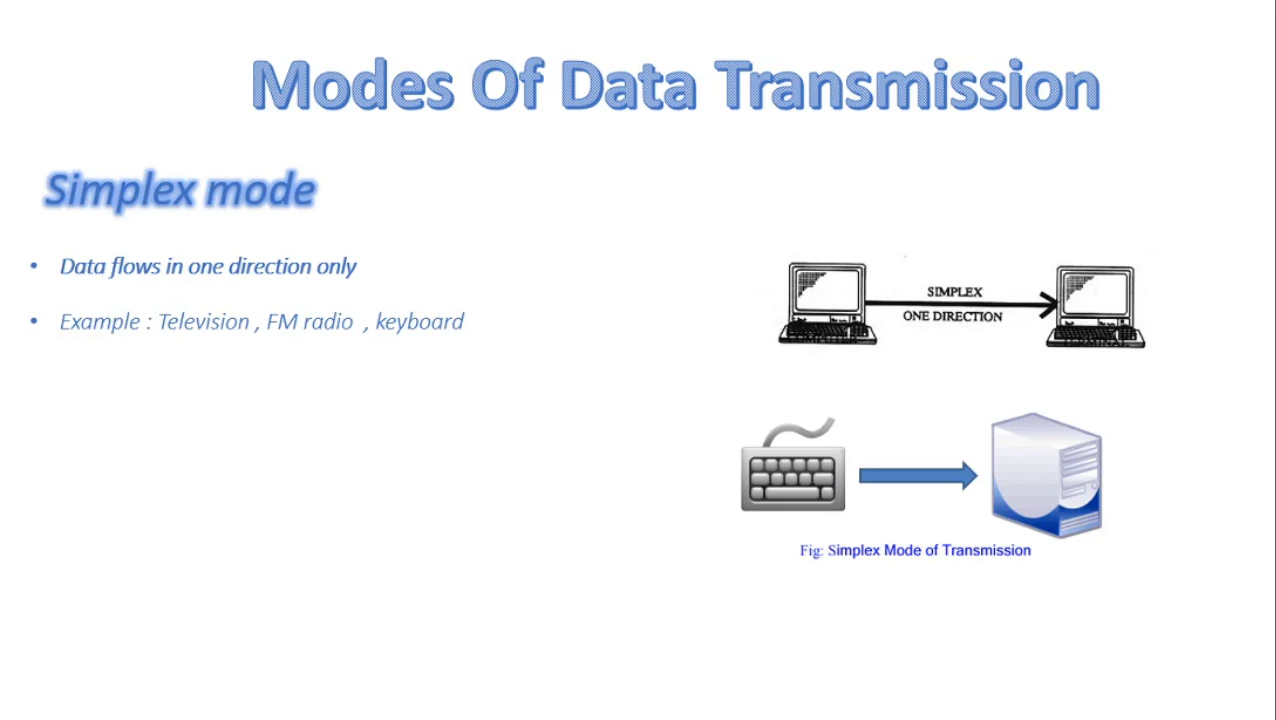 Modes Of Data Transmission
Simplex mode
• Data flows in one direction only
• Example : Television , FM radio , keyboard
SIMPLEX
ONE DIRECTION
Fig: Simplex Mode of Transmission